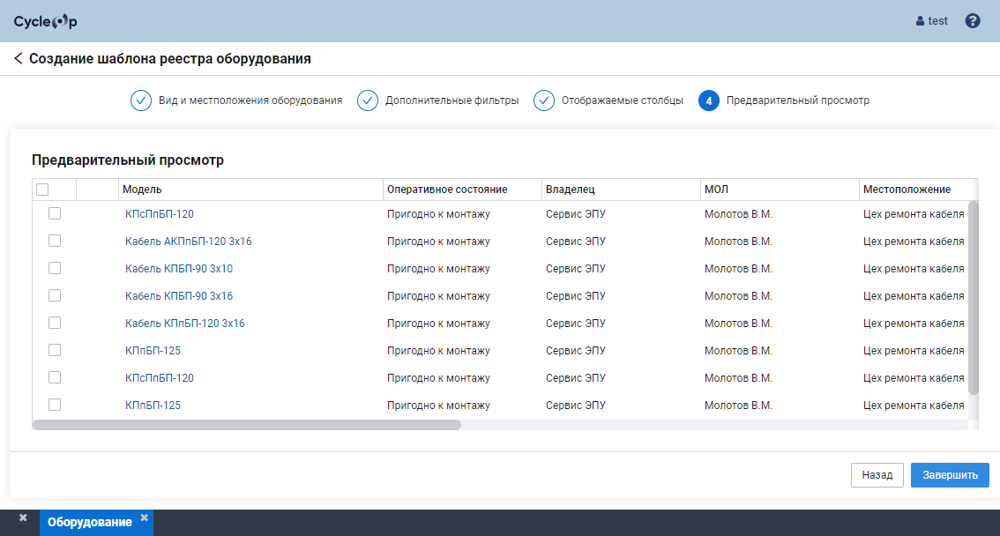 CycleOp
test
?
Создание шаблона реестра оборудования
Вид и местположения оборудования
Дополнительные фильтры
Отображаемые столбцы
4 Предварительный просмотр
Предварительный просмотр
Модель Оперативное состояние Владелец МОЛ Местоположение
КПсПпБП-120 Пригодно к монтажу Сервис ЭПУ Молотов В.М. Цех ремонта кабеля
Кабель АКПпБП-120 3х16 Пригодно к монтажу Сервис ЭПУ Молотов В.М. Цех ремонта кабеля
Кабель КПБП-90 3х10 Пригодно к монтажу Сервис ЭПУ Молотов В.М. Цех ремонта кабеля
Кабель КПБП-90 3х16 Пригодно к монтажу Сервис ЭПУ Молотов В.М. Цех ремонта кабеля
Кабель КПпБП-120 3х16 Пригодно к монтажу Сервис ЭПУ Молотов В.М. Цех ремонта кабеля
КПпБП-125 Пригодно к монтажу Сервис ЭПУ Молотов В.М. Цех ремонта кабеля
КПсПпБП-120 Пригодно к монтажу Сервис ЭПУ Молотов В.М. Цех ремонта кабеля
КПпБП-125 Пригодно к монтажу Сервис ЭПУ Молотов В.М. Цех ремонта кабеля
Назад
Завершить
Оборудование